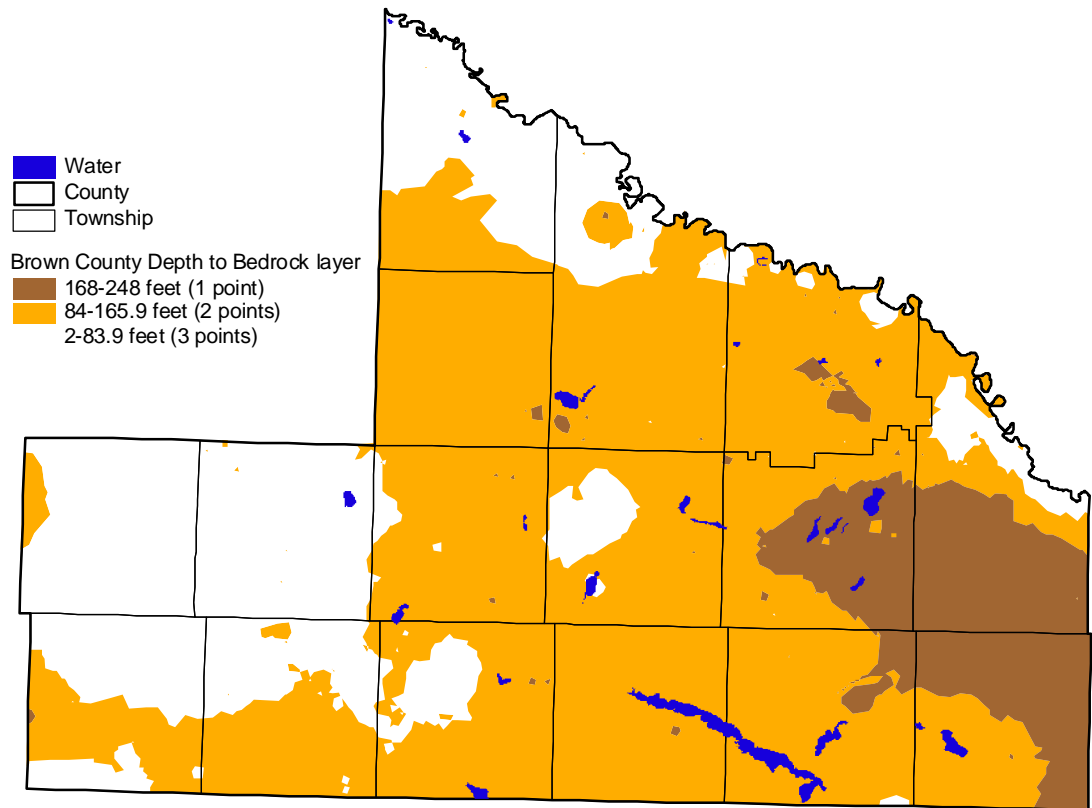 Water
County
Township
Brown County Depth to Bedrock layer
168-248 feet (1 point)
84-165.9 feet (2 points)
2-83.9 feet (3 points)